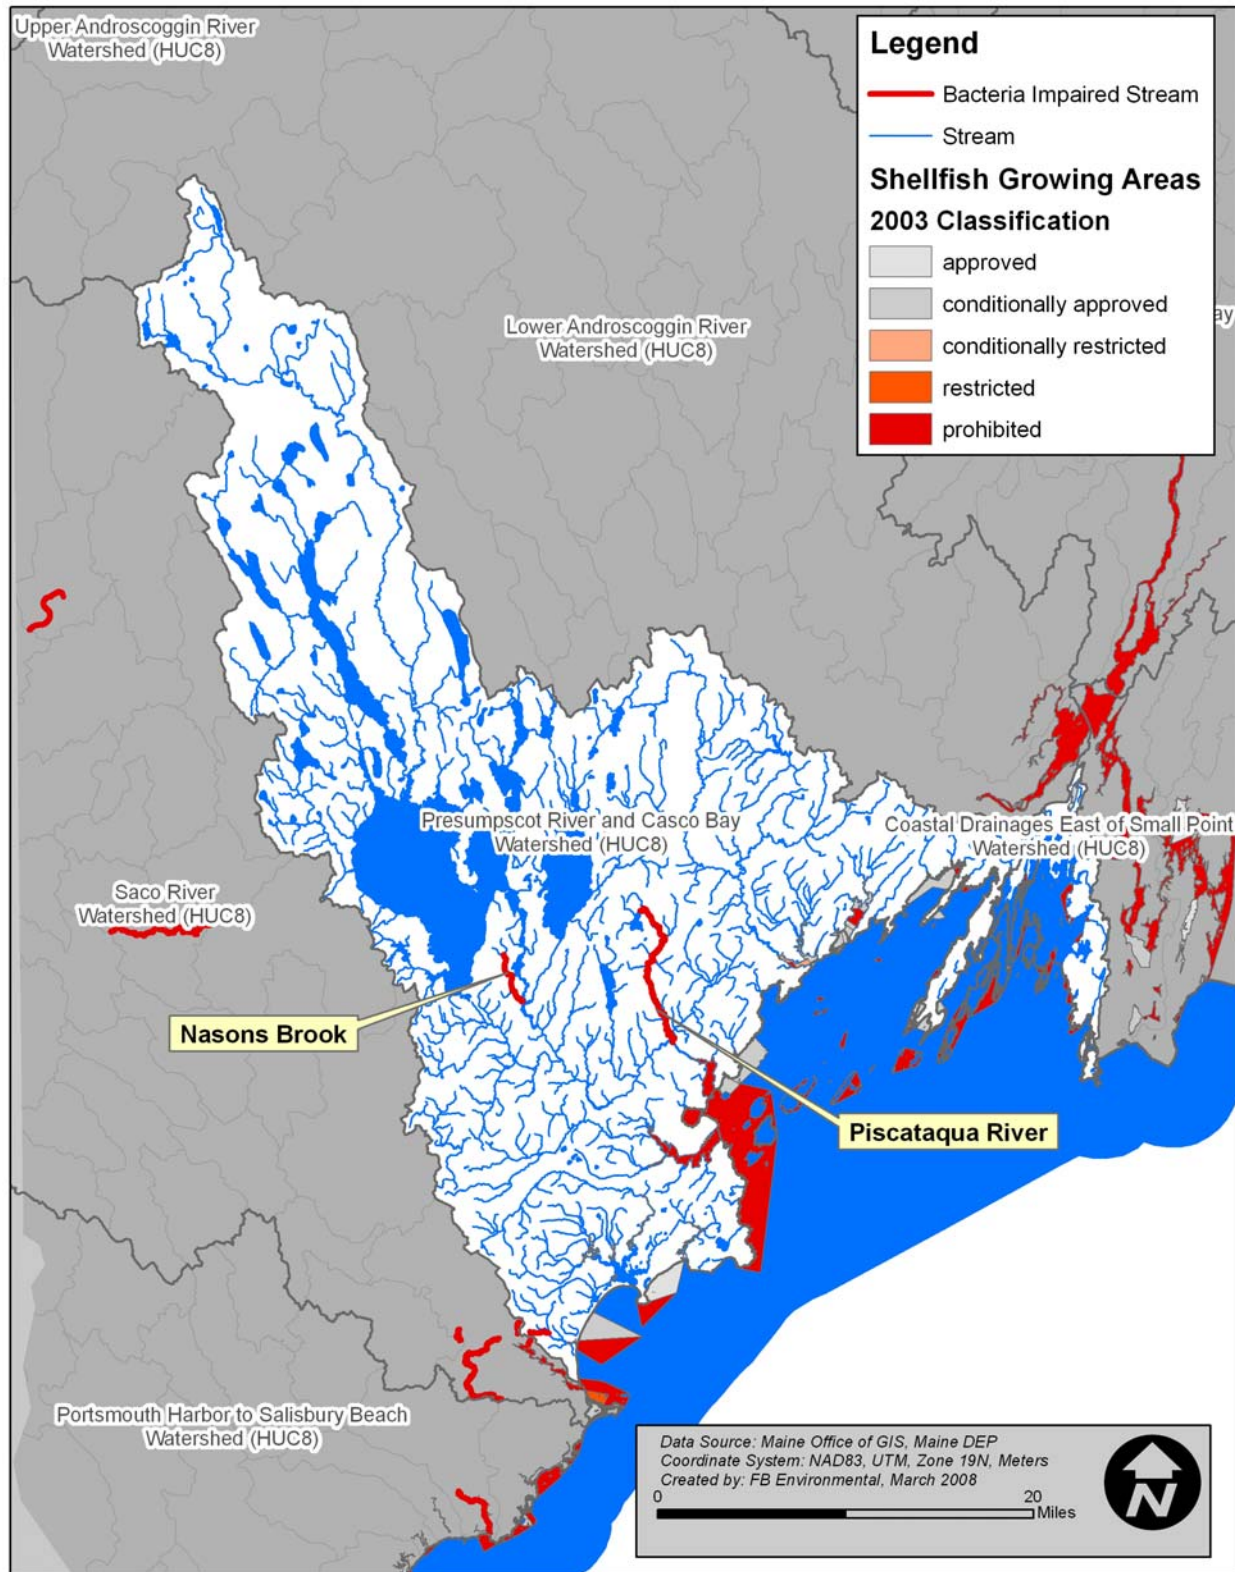 Upper Androscoggin River
Watershed (HUC8)
Legend
Bacteria Impaired Stream
Stream
Shellfish Growing Areas
2003 Classification
approved
conditionally approved
conditionally restricted
restricted
prohibited
ay
Lower Androscoggin River
Watershed (HUC8)
Presumpscot River and Casco Bay
Watershed (HUC8)
Coastal Drainages East of Small Point
Watershed (HUC8)
Saco River
Watershed (HUC8)
Nasons Brook
Piscataqua River
Portsmouth Harbor to Salisbury Beach
Watershed (HUC8)
Data Source: Maine Office of GIS, Maine DEP
Coordinate System: NAD83, UTM, Zone 19N, Meters
Created by: FB Environmental, March 2008
0 20
Miles
N